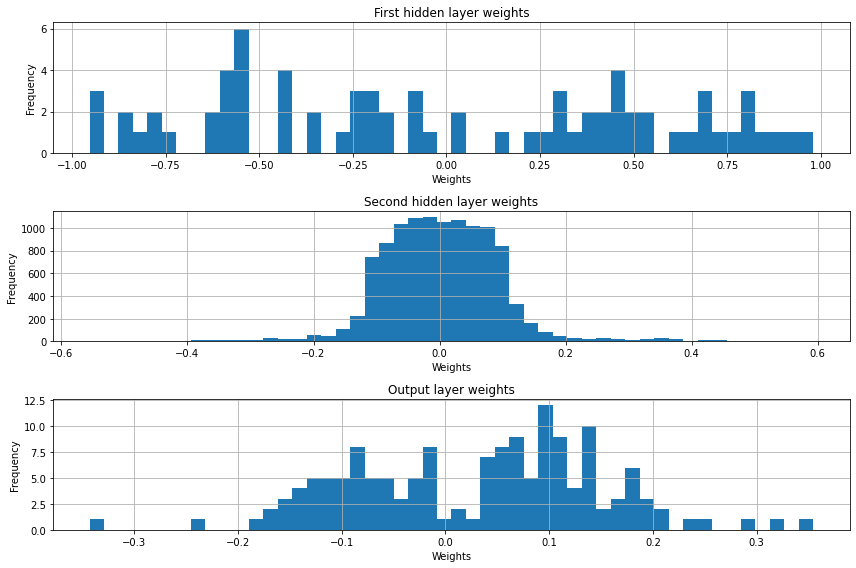 First hidden layer weights
6
4
2
0
Frequency
−1.00 −0.75 −0.50 −0.25 0.00 0.25 0.50 0.75 1.00
Weights
Second hidden layer weights
1000
800
600
400
200
0
Frequency
−0.6 −0.4 −0.2 0.0 0.2 0.4 0.6
Weights
Output layer weights
12.5
10.0
7.5
5.0
2.5
0.0
Frequency
−0.3 −0.2 −0.1 0.0 0.1 0.2 0.3
Weights